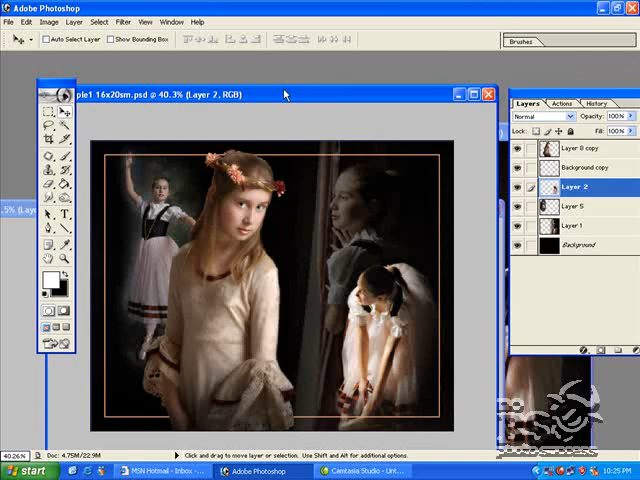 Adobe Photoshop
File Edit Image Layer Select Filter View Window Help
Auto Select Layer Show Bounding Box
Brushes
ple1 16x20sm.psd @ 40.3% (Layer 2, RGB)
Layers Actions History
Normal Opacity: 100%
Lock: Fill: 100%
Layer 8 copy
Background copy
Layer 2
Layer 5
Layer 1
Background
.5% (Laye
T
40.26% Doc: 4.75M/22.9M Click and drag to move layer or selection. Use Shift and Alt for additional options.
start MSN Hotmail - Inbox -... Adobe Photoshop Camtasia Studio - Unt... 10:25 PM